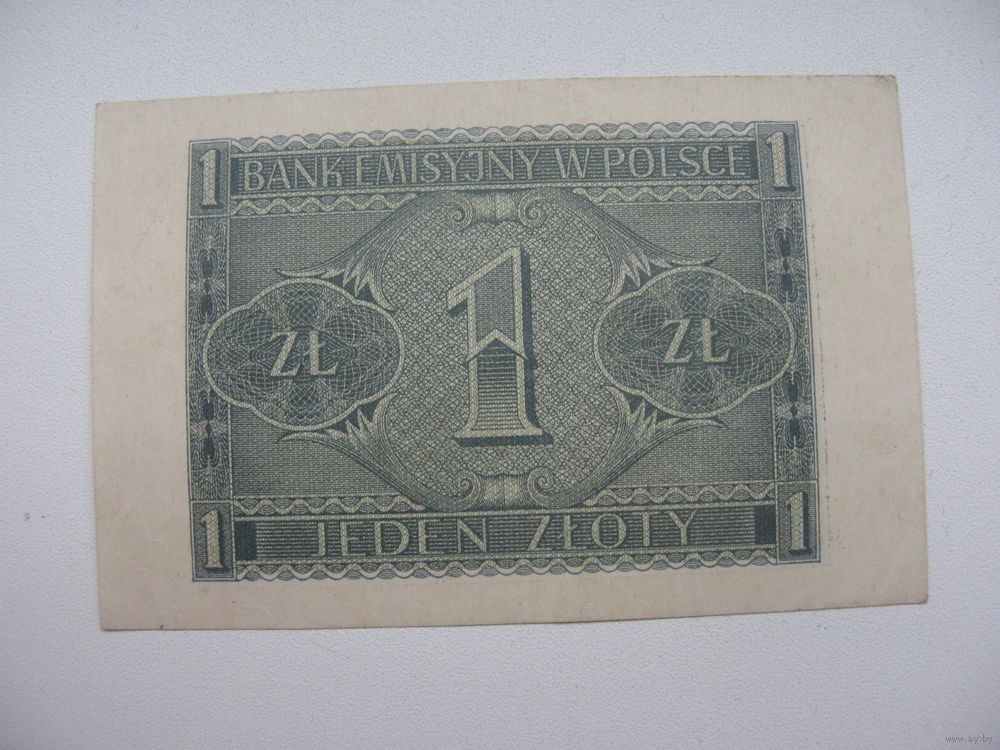 1 BANK EMISYJNY W POLSCE 1
ZŁ 1 ZŁ
1 JEDEN ZŁOTY 1
www.ay.by